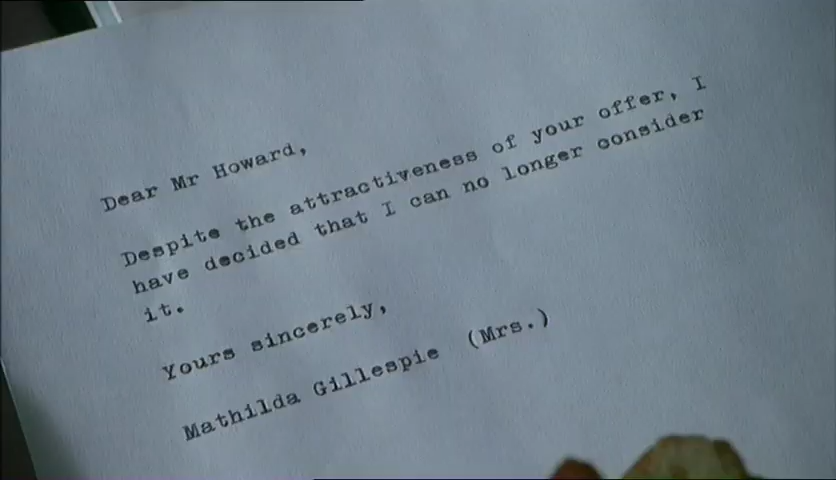 Dear Mr Howard,
Despite the attractiveness of your offer, I
have decided that I can no longer consider
it.
Yours sincerely,
Mathilda Gillespie (Mrs.)